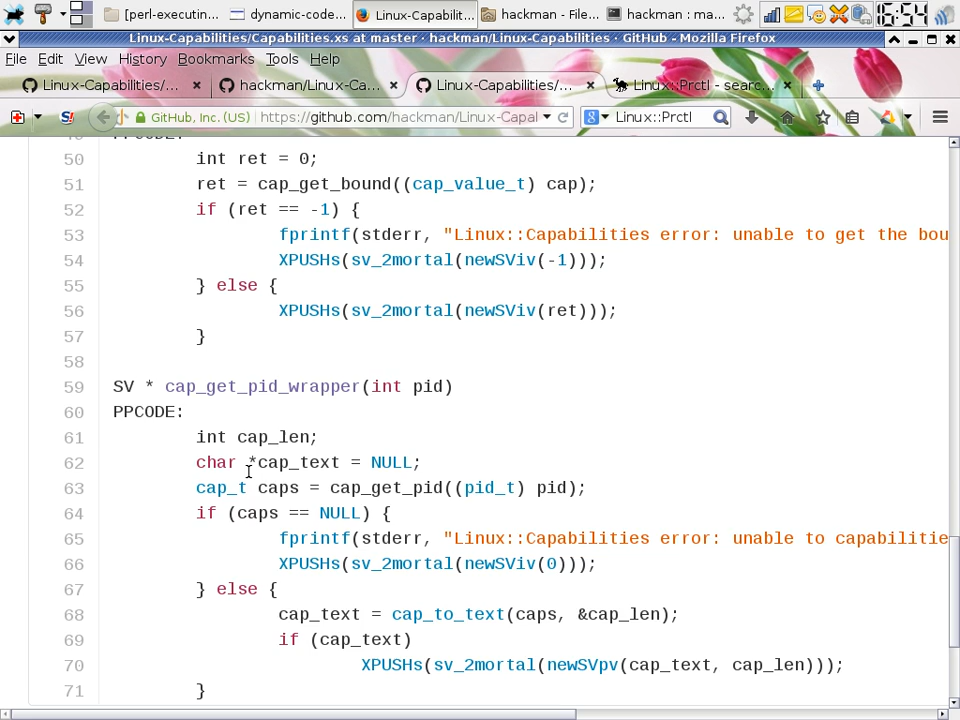 [perl-executin...
dynamic-code...
Linux-Capabilit...
hackman - File...
hackman : ma...
16:54
Linux-Capabilities/Capabilities.xs at master · hackman/Linux-Capabilities · GitHub - Mozilla Firefox
File Edit View History Bookmarks Tools Help
Linux-Capabilities/... ×
hackman/Linux-Ca... ×
Linux-Capabilities/... ×
Linux::Prctl - searc... ×
GitHub, Inc. (US) https://github.com/hackman/Linux-Capal
Linux::Prctl
49 PPCODE:
50 int ret = 0;
51 ret = cap_get_bound((cap_value_t) cap);
52 if (ret == -1) {
53 fprintf(stderr, "Linux::Capabilities error: unable to get the bou
54 XPUSHs(sv_2mortal(newSViv(-1)));
55 } else {
56 XPUSHs(sv_2mortal(newSViv(ret)));
57 }
58
59 SV * cap_get_pid_wrapper(int pid)
60 PPCODE:
61 int cap_len;
62 char *cap_text = NULL;
63 cap_t caps = cap_get_pid((pid_t) pid);
64 if (caps == NULL) {
65 fprintf(stderr, "Linux::Capabilities error: unable to capabilitie
66 XPUSHs(sv_2mortal(newSViv(0)));
67 } else {
68 cap_text = cap_to_text(caps, &cap_len);
69 if (cap_text)
70 XPUSHs(sv_2mortal(newSVpv(cap_text, cap_len)));
71 }